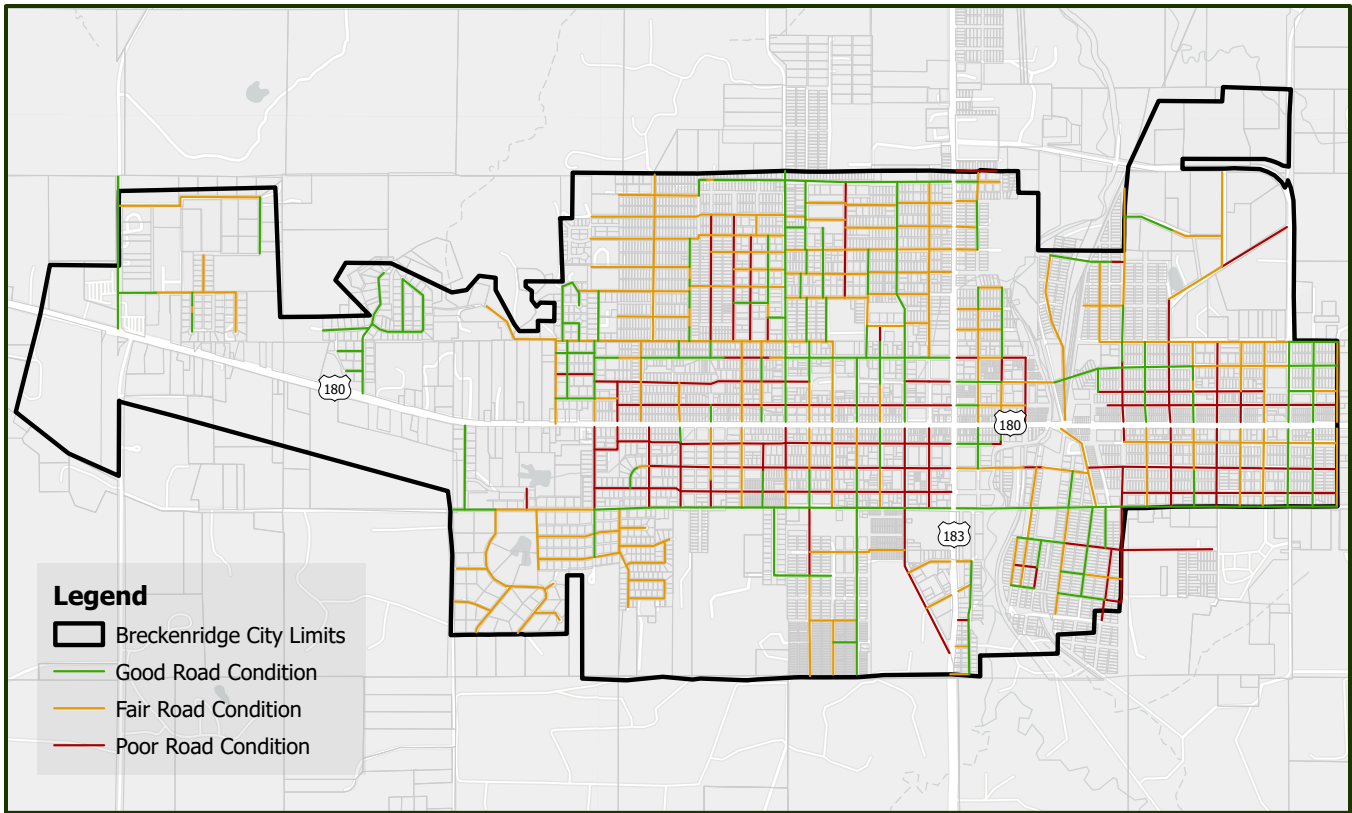 180
180
183
Legend
Breckenridge City Limits
Good Road Condition
Fair Road Condition
Poor Road Condition